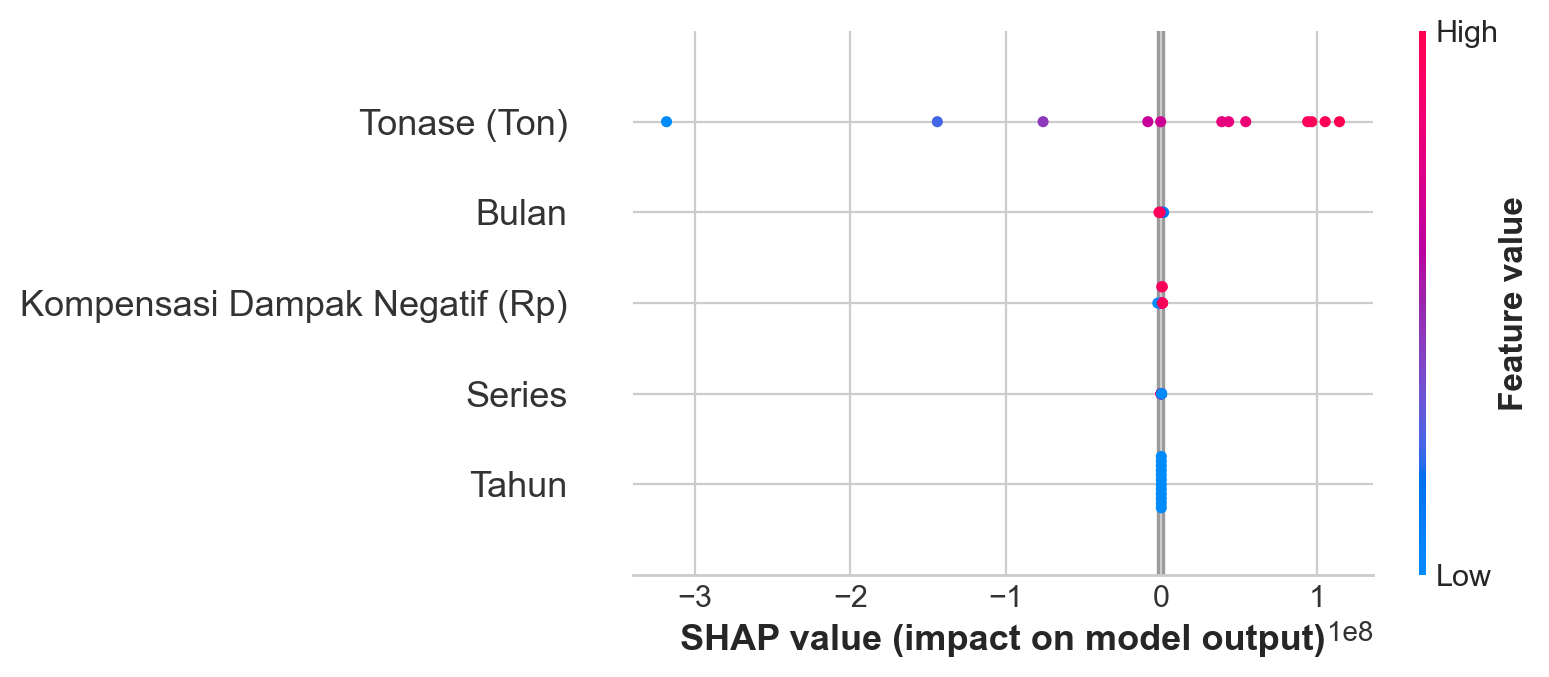 High
Tonase (Ton)
Bulan
Kompensasi Dampak Negatif (Rp)
Series
Tahun
Feature value
Low
−3 −2 −1 0 1
SHAP value (impact on model output) 1e8